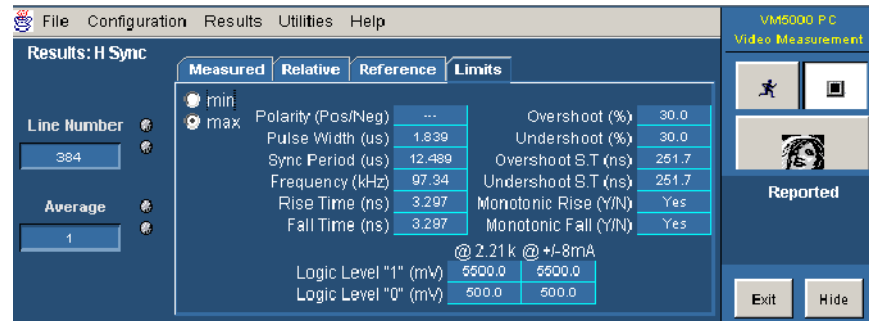 File Configuration Results Utilities Help
VM5000 PC
Video Measurement
Results: H Sync
Measured Relative Reference Limits
min
max
Line Number
384
Average
1
Polarity (Pos/Neg) --- Overshoot (%) 30.0
Pulse Width (us) 1.839 Undershoot (%) 30.0
Sync Period (us) 12.489 Overshoot S.T (ns) 251.7
Frequency (kHz) 97.34 Undershoot S.T (ns) 251.7
Rise Time (ns) 3.297 Monotonic Rise (Y/N) Yes
Fall Time (ns) 3.297 Monotonic Fall (Y/N) Yes
@ 2.21k @ +/-8mA
Logic Level "1" (mV) 5500.0 5500.0
Logic Level "0" (mV) 500.0 500.0
Reported
Exit Hide